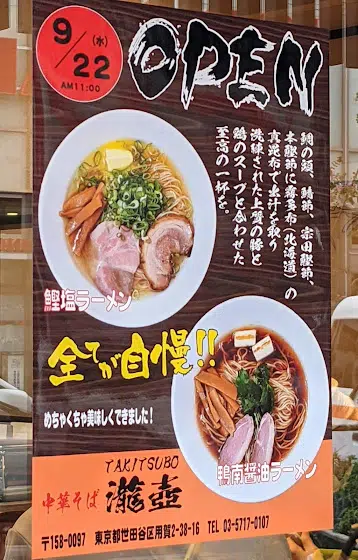 9/22(水)
AM11:00
OPEN
鯛の頭、鯖節、宗田鰹節、
本鰹節に霧多布(北海道)の
真昆布で出汁を取り
洗練された上質の豚と
鶏のスープと合わせた
至高の一杯を。
鰹塩ラーメン
全てが自慢!!
めちゃくちゃ美味しくできました!
鴨南醤油ラーメン
TAKITSUBO
中華そば 瀧壺
〒158-0097 東京都世田谷区用賀2-38-16 TEL 03-5717-0107